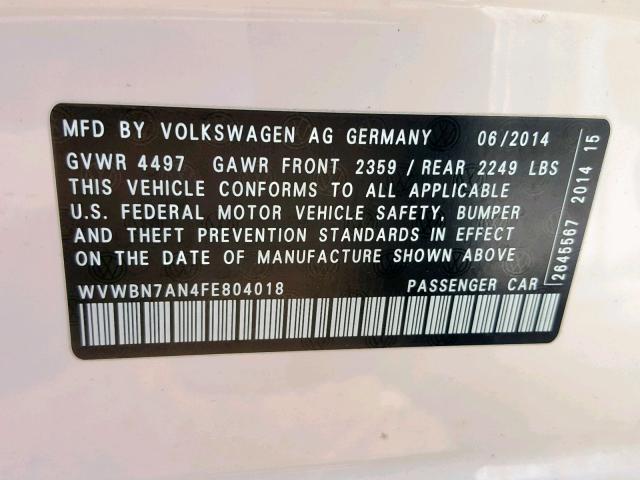 MFD BY VOLKSWAGEN AG GERMANY 06/2014
GVWR 4497 GAWR FRONT 2359 / REAR 2249 LBS
THIS VEHICLE CONFORMS TO ALL APPLICABLE
U.S. FEDERAL MOTOR VEHICLE SAFETY, BUMPER
AND THEFT PREVENTION STANDARDS IN EFFECT
ON THE DATE OF MANUFACTURE SHOWN ABOVE
WVWBN7AN4FE804018 PASSENGER CAR
2645567 2014 15